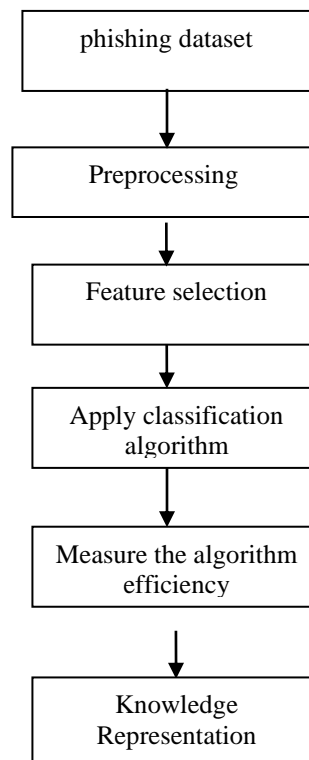 phishing dataset
Preprocessing
Feature selection
Apply classification
algorithm
Measure the algorithm
efficiency
Knowledge
Representation